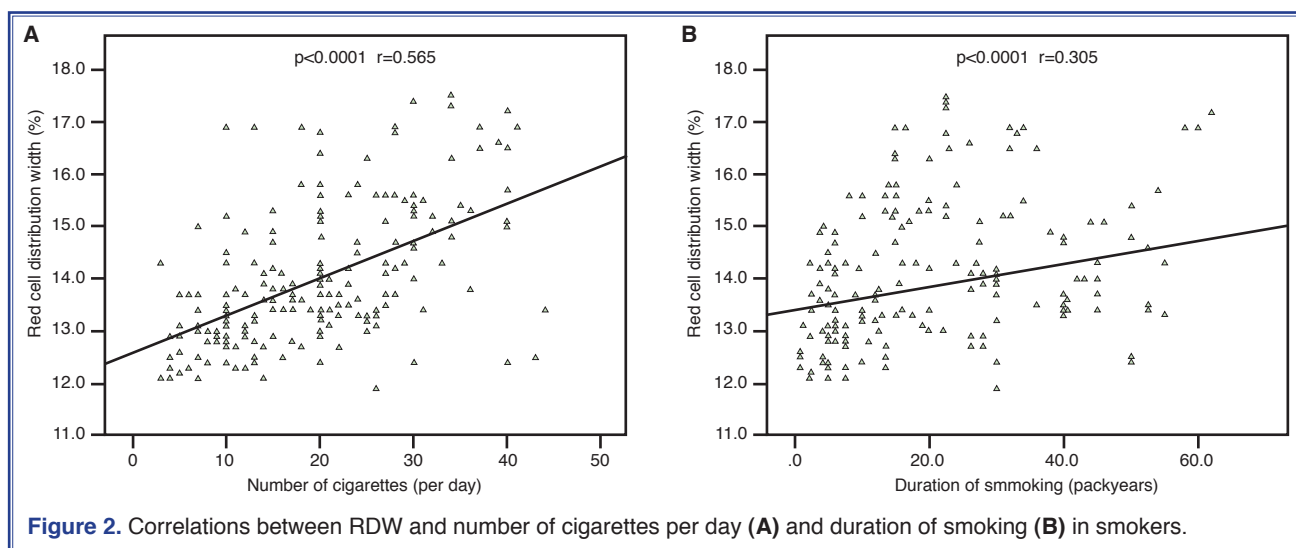 A
p<0.0001 r=0.565
Red cell distribution width (%)
18.0
17.0
16.0
15.0
14.0
13.0
12.0
11.0
0 10 20 30 40 50
Number of cigarettes (per day)
B
p<0.0001 r=0.305
Red cell distribution width (%)
18.0
17.0
16.0
15.0
14.0
13.0
12.0
11.0
.0 20.0 40.0 60.0
Duration of smmoking (packyears)
Figure 2. Correlations between RDW and number of cigarettes per day (A) and duration of smoking (B) in smokers.